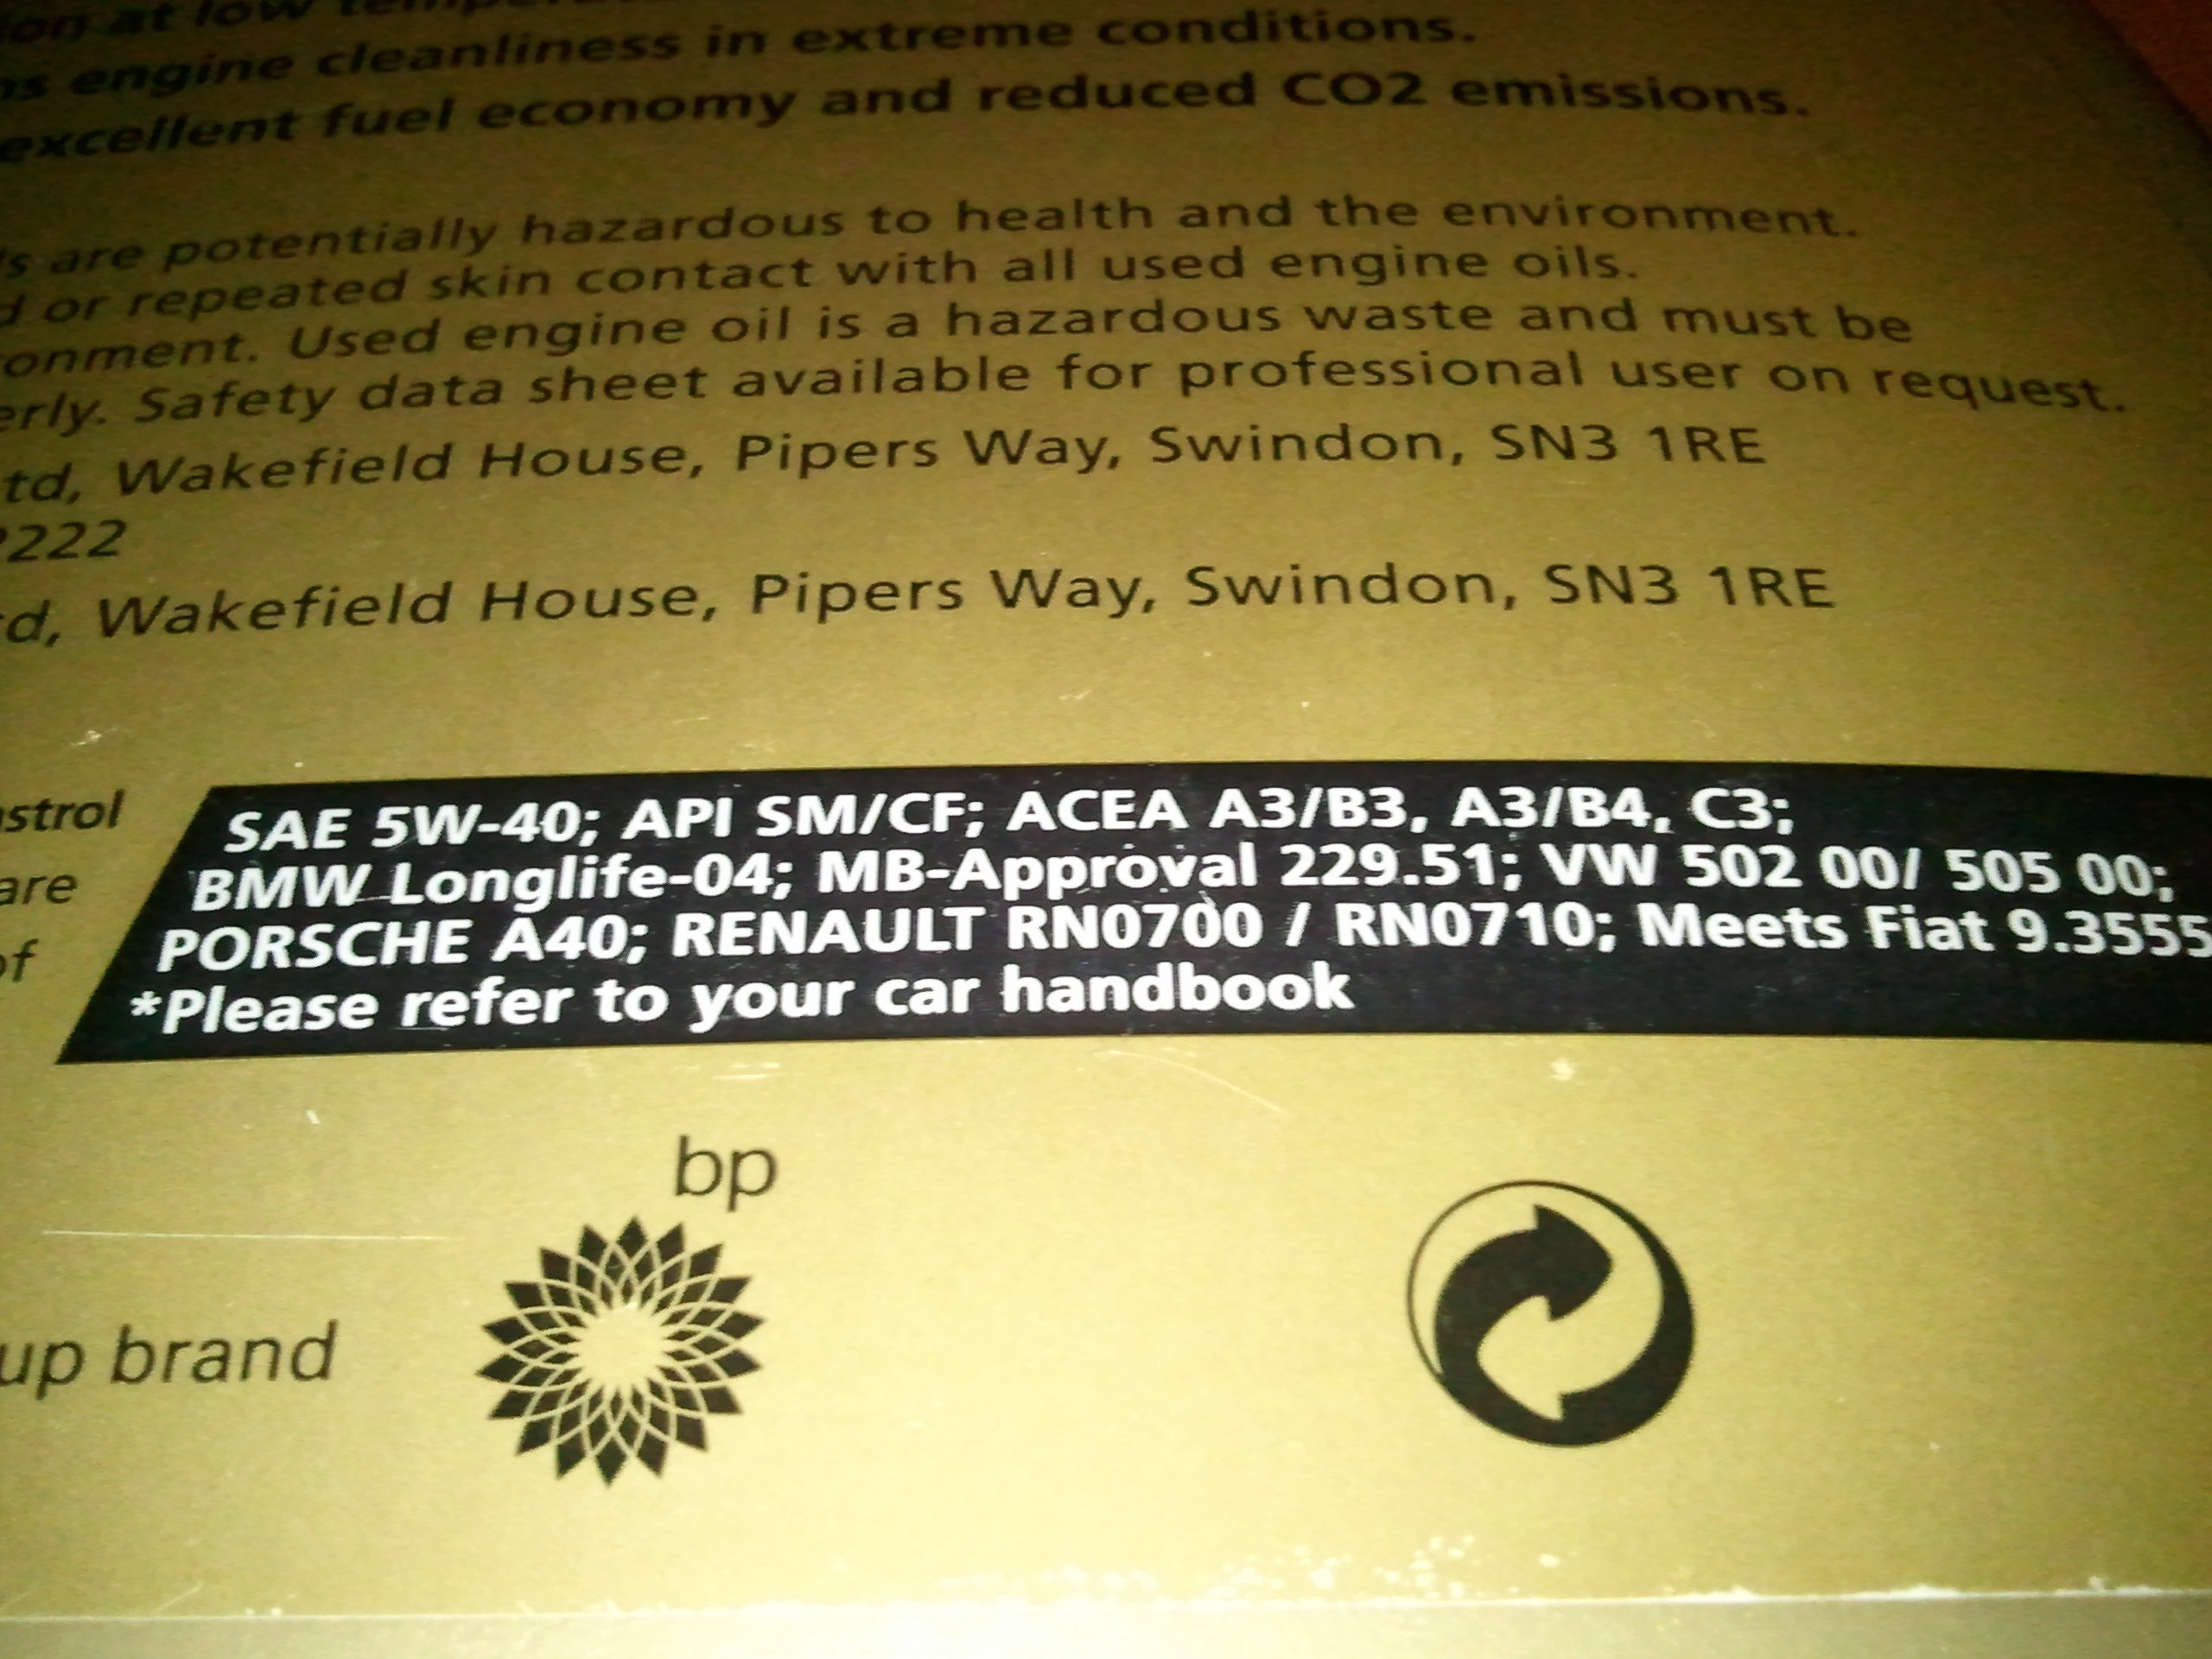 on at low
engine cleanliness in extreme conditions.
excellent fuel economy and reduced CO2 emissions.
are potentially hazardous to health and the environment.
or repeated skin contact with all used engine oils.
onment. Used engine oil is a hazardous waste and must be
erly. Safety data sheet available for professional user on request.
td, Wakefield House, Pipers Way, Swindon, SN3 1RE
222
d, Wakefield House, Pipers Way, Swindon, SN3 1RE
strol
are
of
SAE 5W-40; API SM/CF; ACEA A3/B3, A3/B4, C3;
BMW Longlife-04; MB-Approval 229.51; VW 502 00/ 505 00;
PORSCHE A40; RENAULT RN0700 / RN0710; Meets Fiat 9.3555
*Please refer to your car handbook
bp
up brand